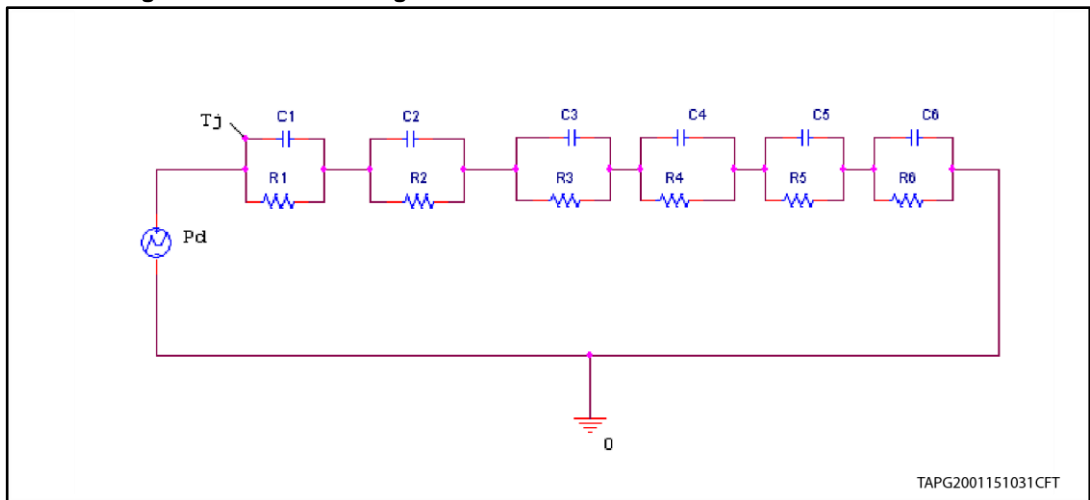 Tj
C1
C2
C3
C4
C5
C6
R1
R2
R3
R4
R5
R6
Pd
0
TAPG2001151031CFT